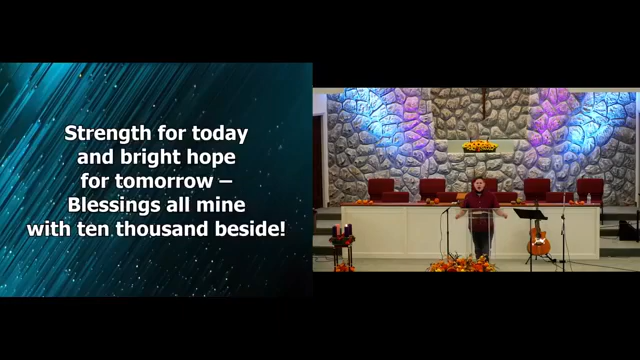 Strength for today
and bright hope
for tomorrow –
Blessings all mine
with ten thousand beside!